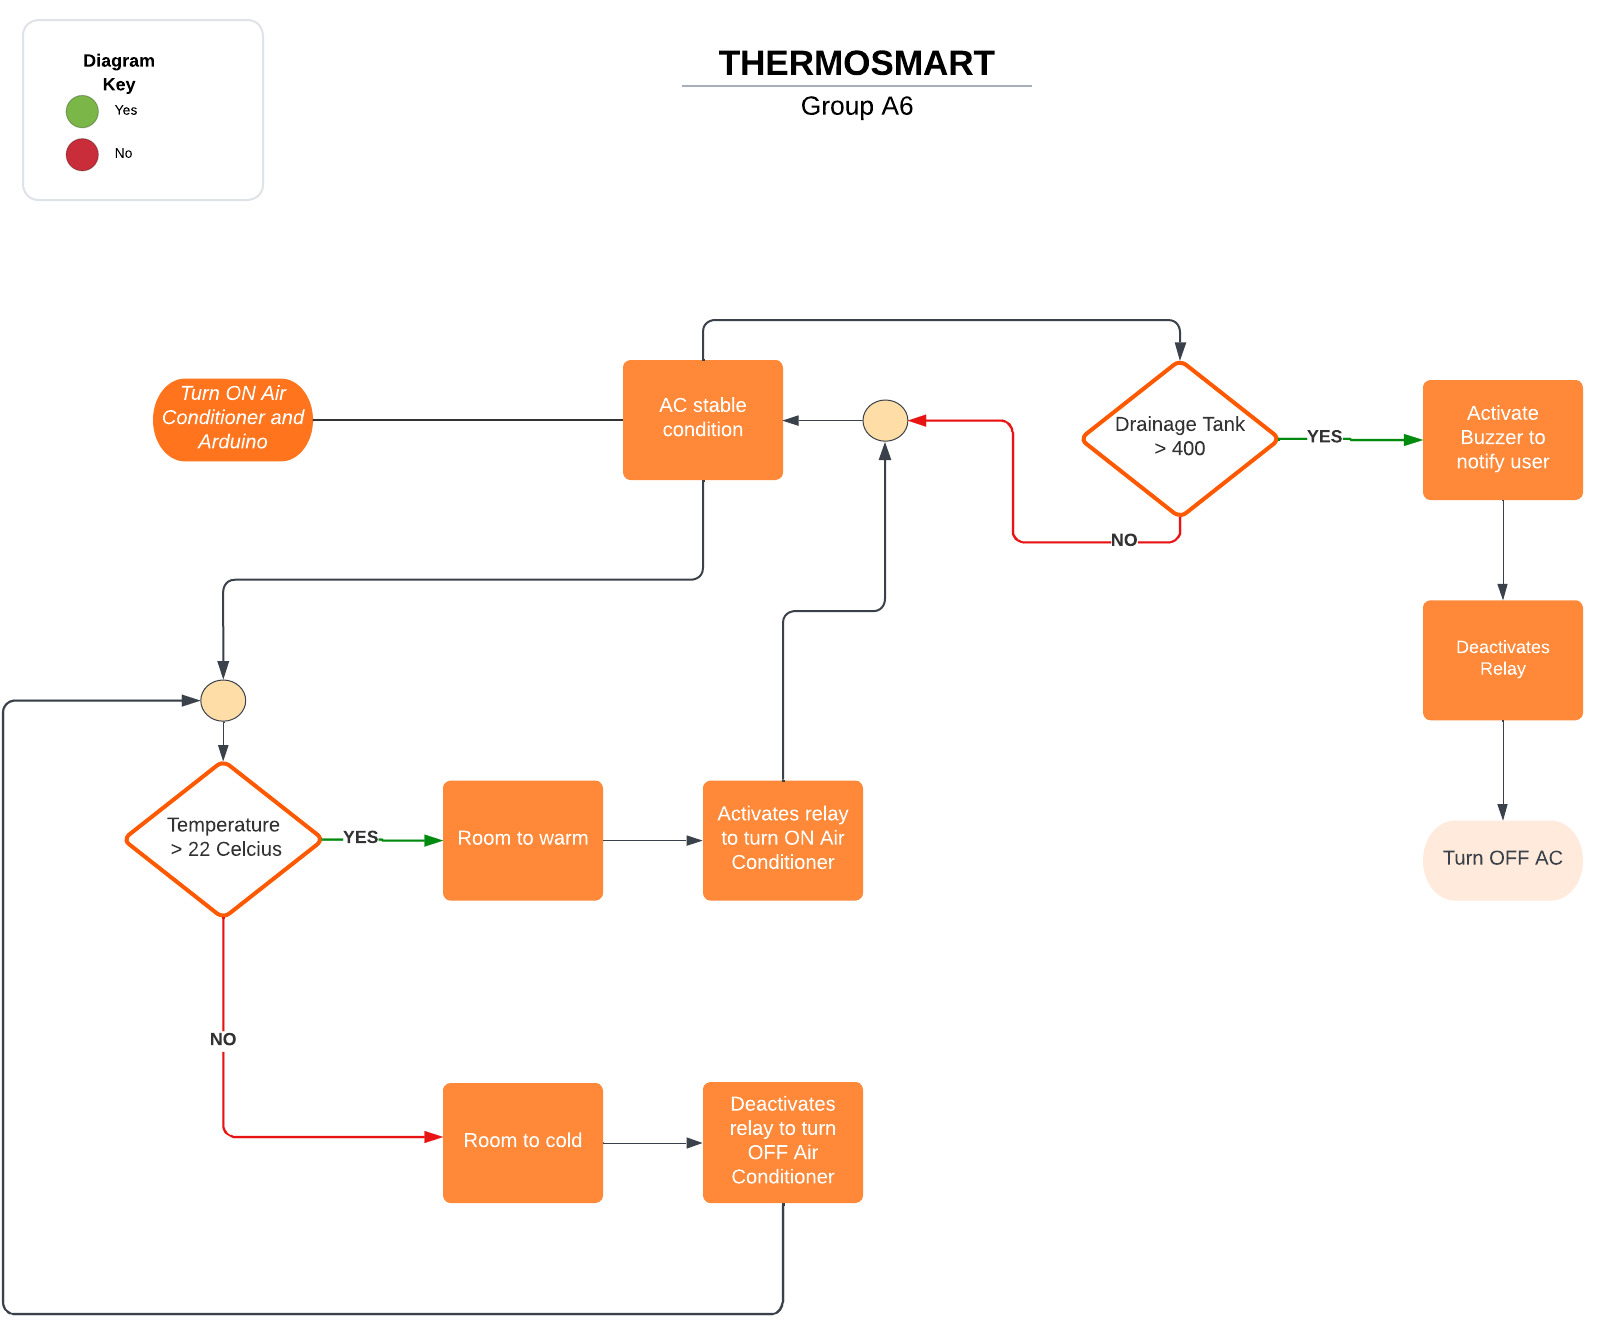 Diagram
Key
Yes
No
THERMOSMART
Group A6
Turn ON Air
Conditioner and
Arduino
AC stable
condition
Drainage Tank
> 400
YES
Activate
Buzzer to
notify user
NO
Deactivates
Relay
Turn OFF AC
Temperature
> 22 Celcius
YES
Room to warm
Activates relay
to turn ON Air
Conditioner
NO
Room to cold
Deactivates
relay to turn
OFF Air
Conditioner